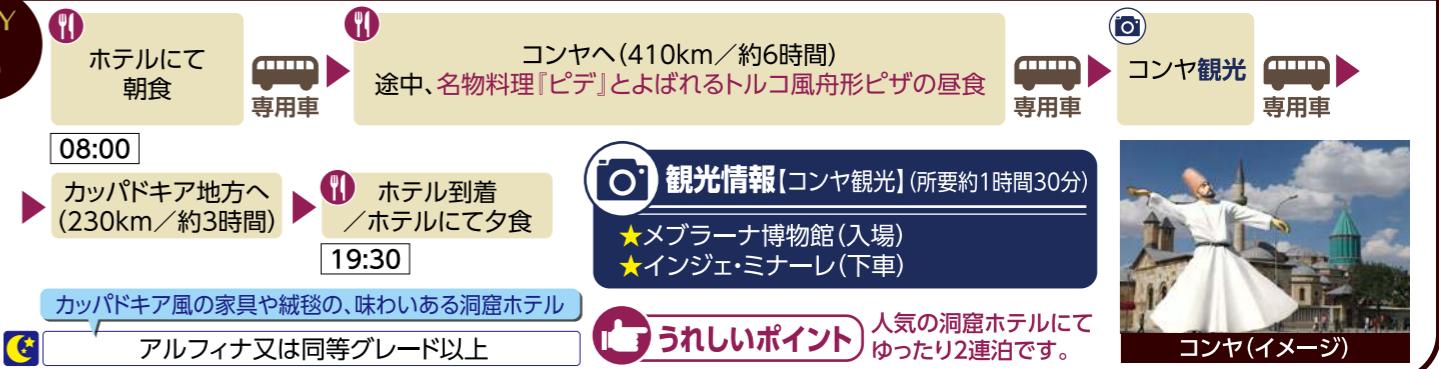 Y
ホテルにて
朝食
専用車
コンヤへ(410km/約6時間)
途中、名物料理『ピデ』とよばれるトルコ風舟形ピザの昼食
専用車
コンヤ観光
専用車
08:00
カッパドキア地方へ
(230km/約3時間)
ホテル到着
/ホテルにて夕食
19:30
カッパドキア風の家具や絨毯の、味わいある洞窟ホテル
アルフィナ又は同等グレード以上
観光情報【コンヤ観光】(所要約1時間30分)
★メブラーナ博物館(入場)
★インジェ・ミナーレ(下車)
うれしいポイント
人気の洞窟ホテルにて
ゆったり2連泊です。
コンヤ(イメージ)